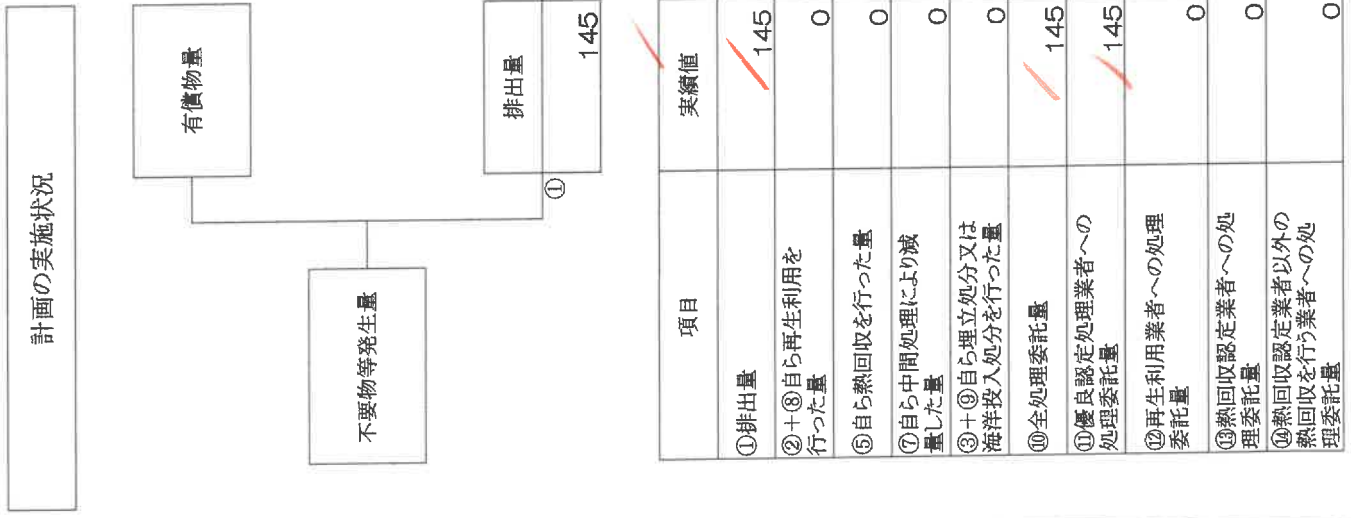 計画の実施状況
有償物量
不要物等発生量
排出量
①
145
項目
実績値
①排出量
145
②+⑧自ら再生利用を
行った量
0
⑤自ら熱回収を行った量
0
⑦自ら中間処理により減
量した量
0
③+⑨自ら埋立処分又は
海洋投入処分を行った量
0
⑩全処理委託量
145
⑪優良認定処理業者への
処理委託量
145
⑫再生利用業者への処理
委託量
0
⑬熱回収認定業者への処
理委託量
0
⑭熱回収認定業者以外の
熱回収を行う業者への処
理委託量
0